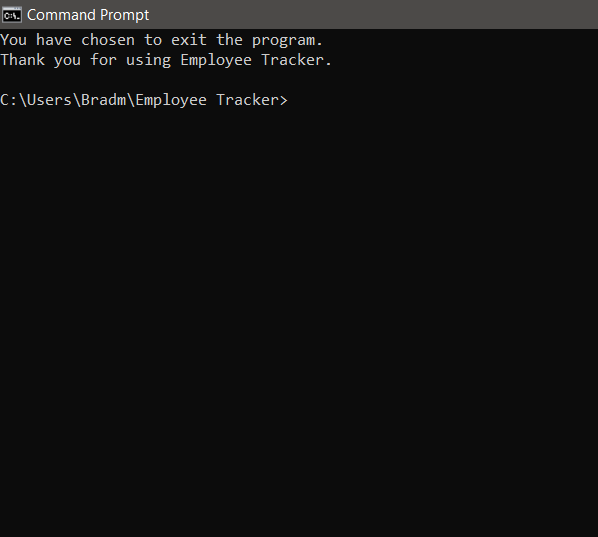 Command Prompt
You have chosen to exit the program.
Thank you for using Employee Tracker.
C:\Users\Bradm\Employee Tracker>